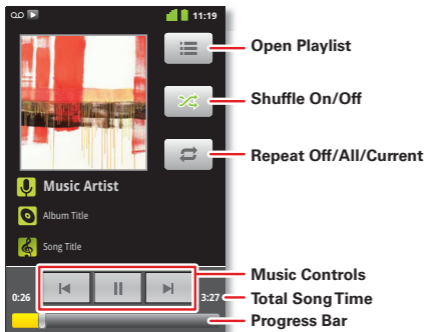 11:19
Open Playlist
Shuffle On/Off
Repeat Off/All/Current
Music Artist
Album Title
Song Title
Music Controls
0:26
3:27
Total Song Time
Progress Bar